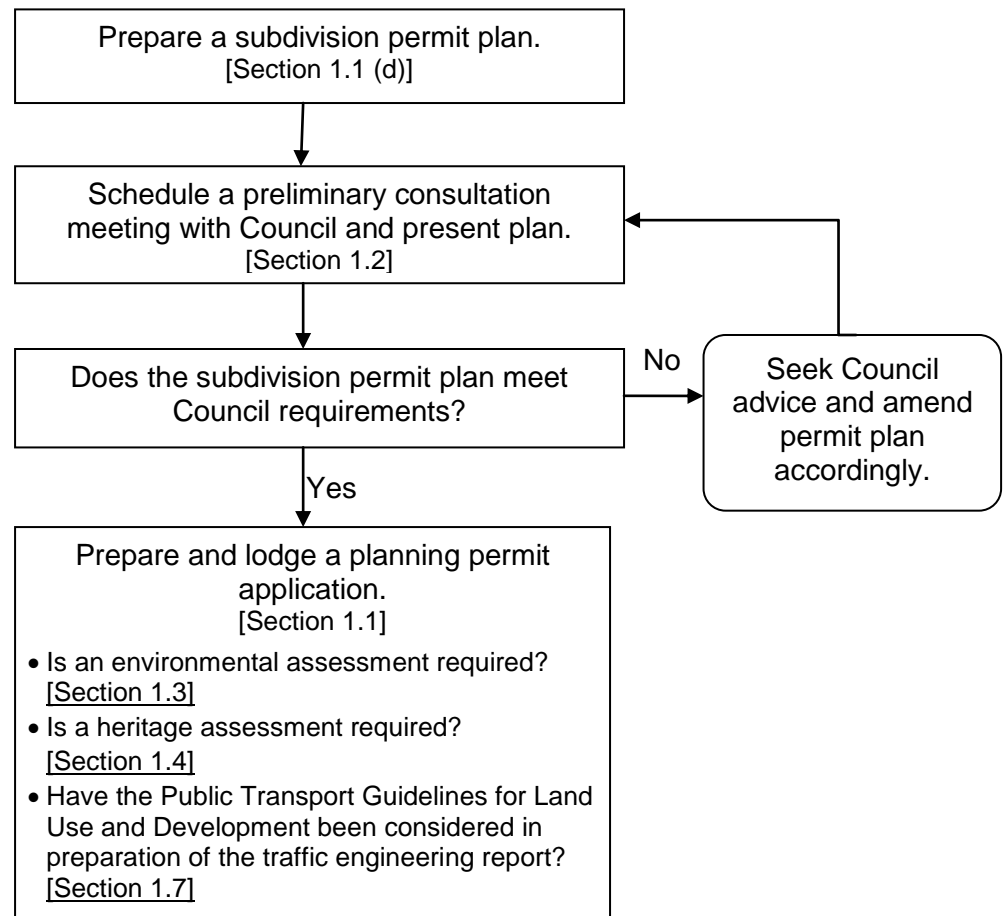 Prepare a subdivision permit plan.
[Section 1.1 (d)]
Schedule a preliminary consultation
meeting with Council and present plan.
[Section 1.2]
Does the subdivision permit plan meet
Council requirements?
No
Seek Council
advice and amend
permit plan
accordingly.
Yes
Prepare and lodge a planning permit
application.
[Section 1.1]
• Is an environmental assessment required?
[Section 1.3]
• Is a heritage assessment required?
[Section 1.4]
• Have the Public Transport Guidelines for Land
Use and Development been considered in
preparation of the traffic engineering report?
[Section 1.7]